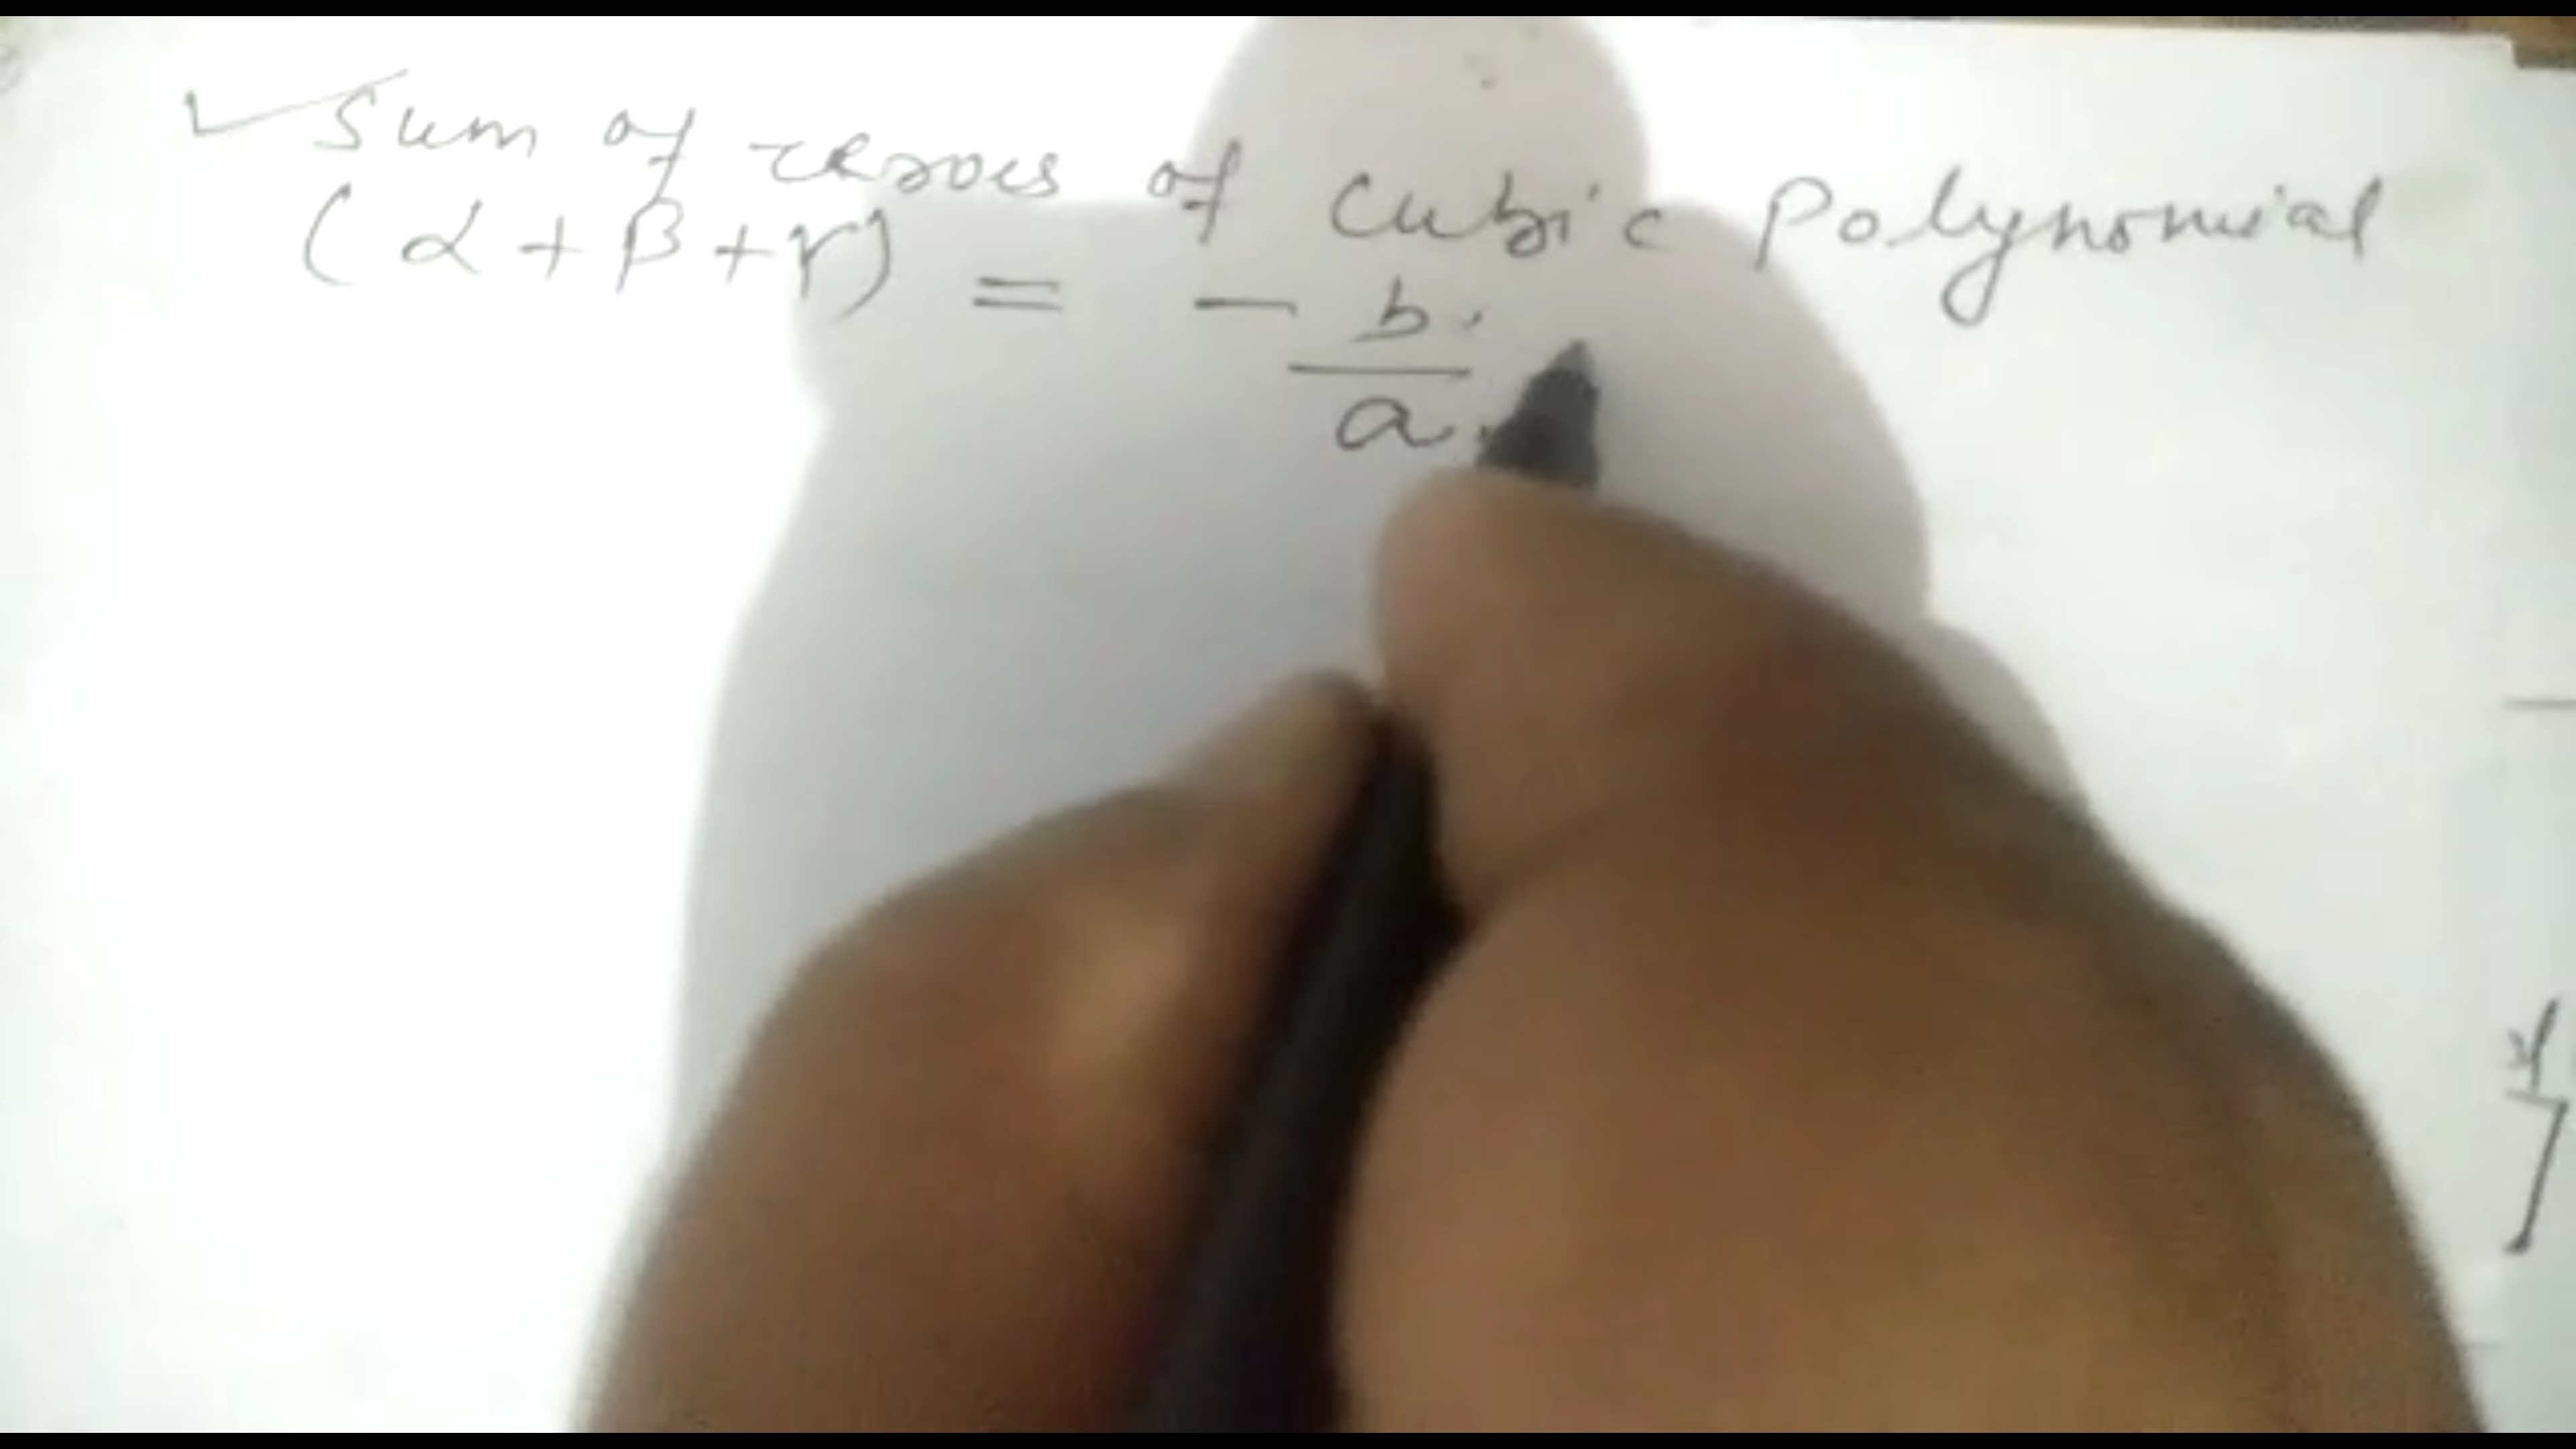 Sum of zeroes of Cubic Polynomial
(α + β + γ) = - b/a